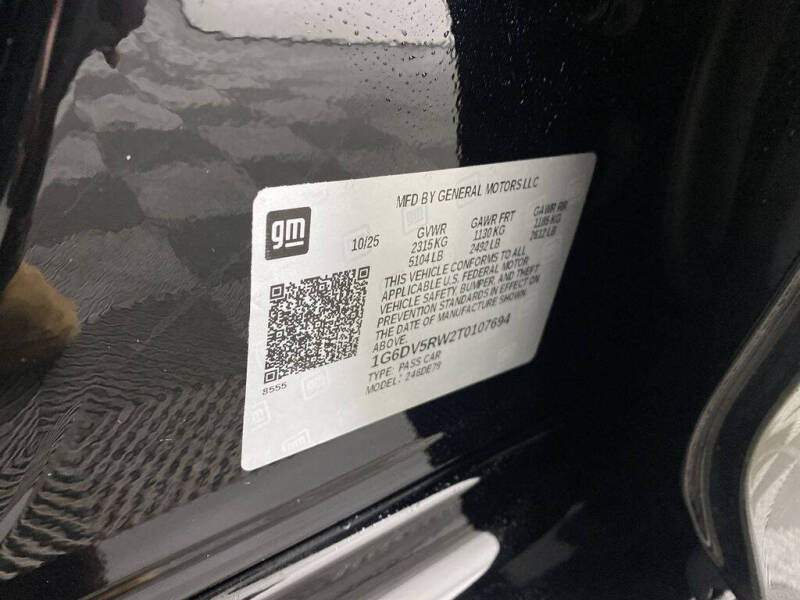 MFD BY GENERAL MOTORS LLC
gm
10/25
GVWR
2315 KG
5104 LB
GAWR FRT
1130 KG
2492 LB
GAWR RR
1185 KG
2612 LB
THIS VEHICLE CONFORMS TO ALL
APPLICABLE U.S. FEDERAL MOTOR
VEHICLE SAFETY, BUMPER, AND THEFT
PREVENTION STANDARDS IN EFFECT ON
THE DATE OF MANUFACTURE SHOWN
ABOVE.
1G6DV5RW2T0107694
TYPE: PASS CAR
MODEL: 246DE79
8555